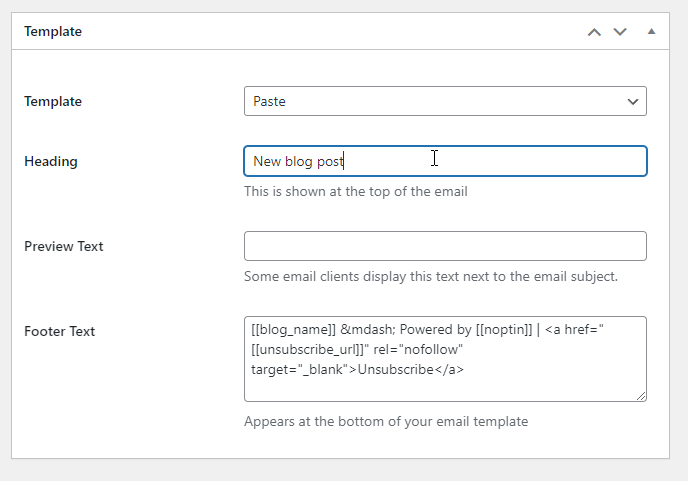 Template
Template
Paste
Heading
New blog post
This is shown at the top of the email
Preview Text
Some email clients display this text next to the email subject.
Footer Text
[[blog_name]] &mdash; Powered by [[noptin]] | <a href="
[[unsubscribe_url]]" rel="nofollow"
target="_blank">Unsubscribe</a>
Appears at the bottom of your email template